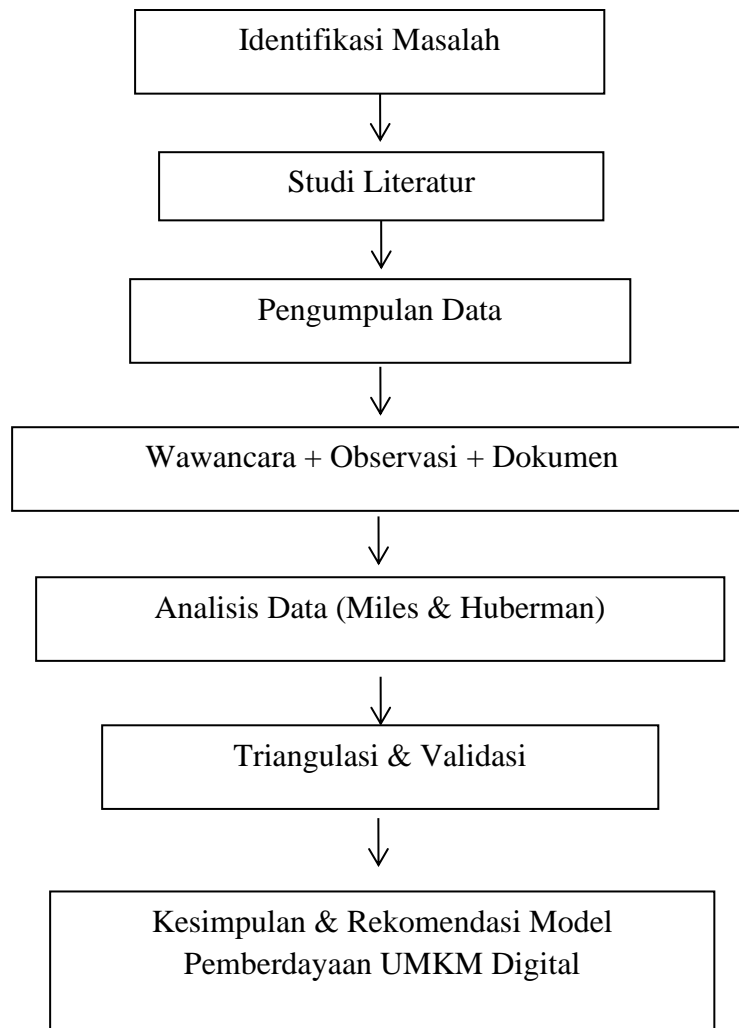 Identifikasi Masalah
Studi Literatur
Pengumpulan Data
Wawancara + Observasi + Dokumen
Analisis Data (Miles & Huberman)
Triangulasi & Validasi
Kesimpulan & Rekomendasi Model
Pemberdayaan UMKM Digital